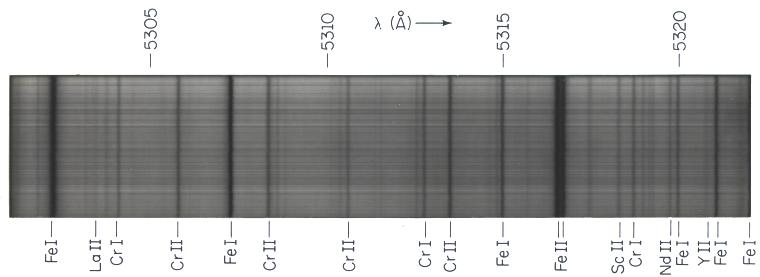 5305
5310
λ (Å)
5315
5320
Fe I
La II
Cr I
Cr II
Fe I
Cr II
Cr II
Cr I
Cr II
Fe I
Fe II
Sc II
Cr I
Nd II
Fe I
Y II
Fe I
Fe I